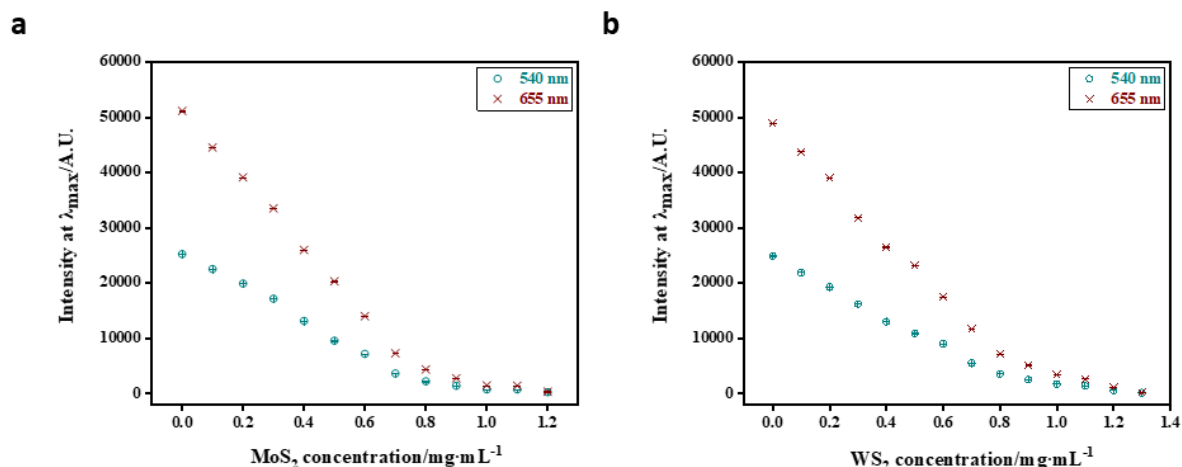 a
60000
50000
40000
30000
20000
10000
0
Intensity at λmax/A.U.
540 nm
655 nm
0.0 0.2 0.4 0.6 0.8 1.0 1.2
MoS₂ concentration/mg·mL⁻¹
b
60000
50000
40000
30000
20000
10000
0
Intensity at λmax/A.U.
540 nm
655 nm
0.0 0.2 0.4 0.6 0.8 1.0 1.2 1.4
WS₂ concentration/mg·mL⁻¹